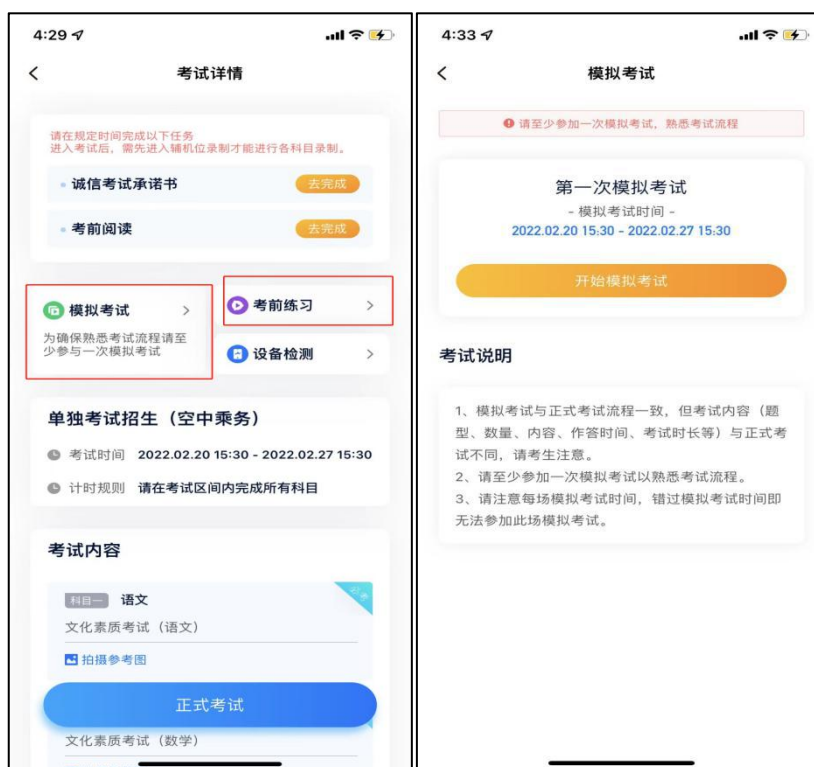 4:29
考试详情
请在规定时间完成以下任务
进入考试后，需先进入辅机位录制才能进行各科目录制。
诚信考试承诺书
去完成
考前阅读
去完成
模拟考试
为确保熟悉考试流程请至
少参与一次模拟考试
考前练习
设备检测
单独考试招生（空中乘务）
考试时间 2022.02.20 15:30 - 2022.02.27 15:30
计时规则 请在考试区间内完成所有科目
考试内容
科目一 语文
必考
文化素质考试（语文）
拍摄参考图
正式考试
文化素质考试（数学）
4:33
模拟考试
请至少参加一次模拟考试，熟悉考试流程
第一次模拟考试
- 模拟考试时间 -
2022.02.20 15:30 - 2022.02.27 15:30
开始模拟考试
考试说明
1、模拟考试与正式考试流程一致，但考试内容（题
型、数量、内容、作答时间、考试时长等）与正式考
试不同，请考生注意。
2、请至少参加一次模拟考试以熟悉考试流程。
3、请注意每场模拟考试时间，错过模拟考试时间即
无法参加此场模拟考试。